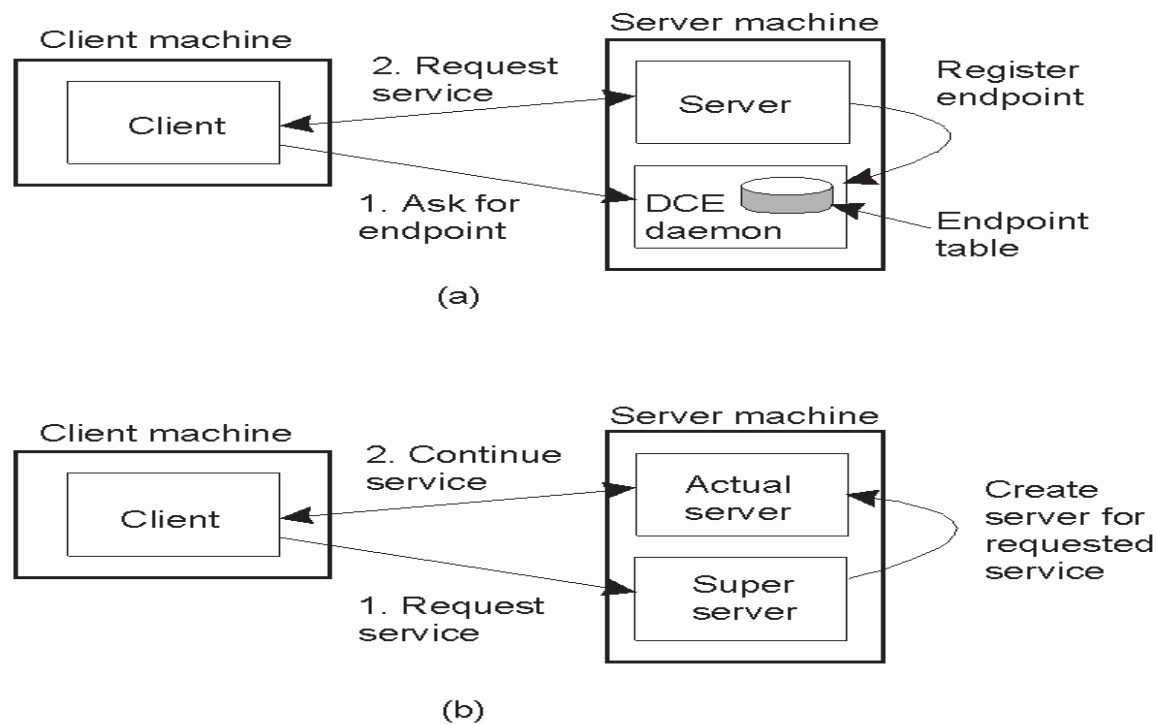 Client machine
Server machine
2. Request
service
Register
endpoint
Client
Server
1. Ask for
endpoint
DCE
daemon
Endpoint
table
(a)
Client machine
Server machine
2. Continue
service
Client
Actual
server
Create
server for
requested
service
1. Request
service
Super
server
(b)